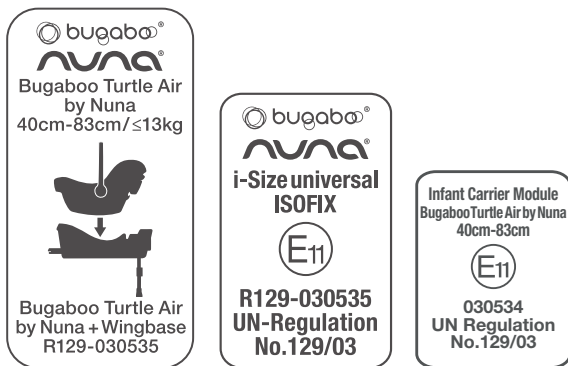 bugaboo®
nuna®
Bugaboo Turtle Air
by Nuna
40cm-83cm/≤13kg
Bugaboo Turtle Air
by Nuna + Wingbase
R129-030535
bugaboo®
nuna®
i-Size universal
ISOFIX
E11
R129-030535
UN-Regulation
No.129/03
Infant Carrier Module
Bugaboo Turtle Air by Nuna
40cm-83cm
E11
030534
UN Regulation
No.129/03